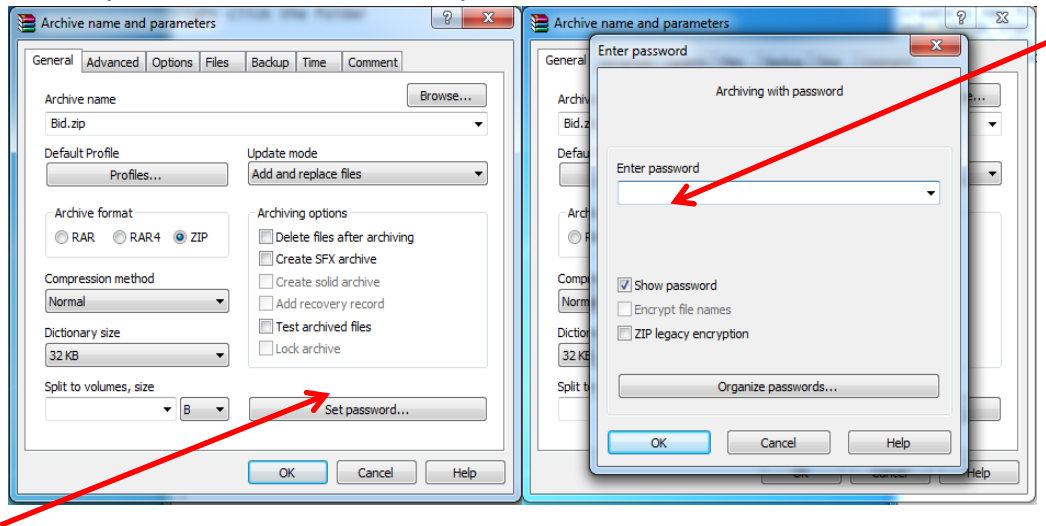 Archive name and parameters
General Advanced Options Files Backup Time Comment
Archive name
Browse...
Bid.zip
Default Profile
Profiles...
Update mode
Add and replace files
Archive format
RAR RAR4 ZIP
Archiving options
Delete files after archiving
Create SFX archive
Create solid archive
Add recovery record
Test archived files
Lock archive
Compression method
Normal
Dictionary size
32 KB
Split to volumes, size
B
Set password...
OK Cancel Help
Archive name and parameters
General
Enter password
Archiving with password
Enter password
Show password
Encrypt file names
ZIP legacy encryption
Organize passwords...
OK Cancel Help
32 KB
Help